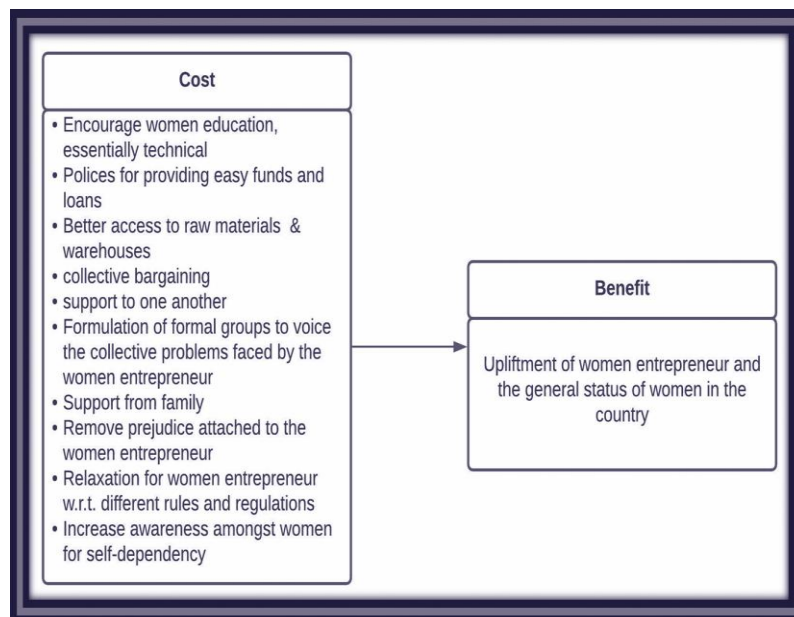 Cost
• Encourage women education,
essentially technical
• Polices for providing easy funds and
loans
• Better access to raw materials &
warehouses
• collective bargaining
• support to one another
• Formulation of formal groups to voice
the collective problems faced by the
women entrepreneur
• Support from family
• Remove prejudice attached to the
women entrepreneur
• Relaxation for women entrepreneur
w.r.t. different rules and regulations
• Increase awareness amongst women
for self-dependency
Benefit
Upliftment of women entrepreneur and
the general status of women in the
country